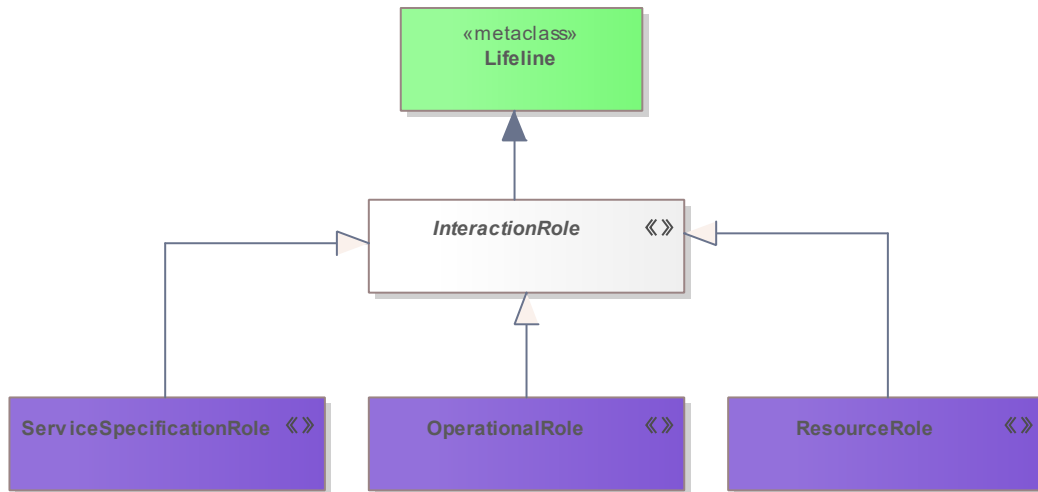 «metaclass»
Lifeline
InteractionRole «»
ServiceSpecificationRole «»
OperationalRole «»
ResourceRole «»